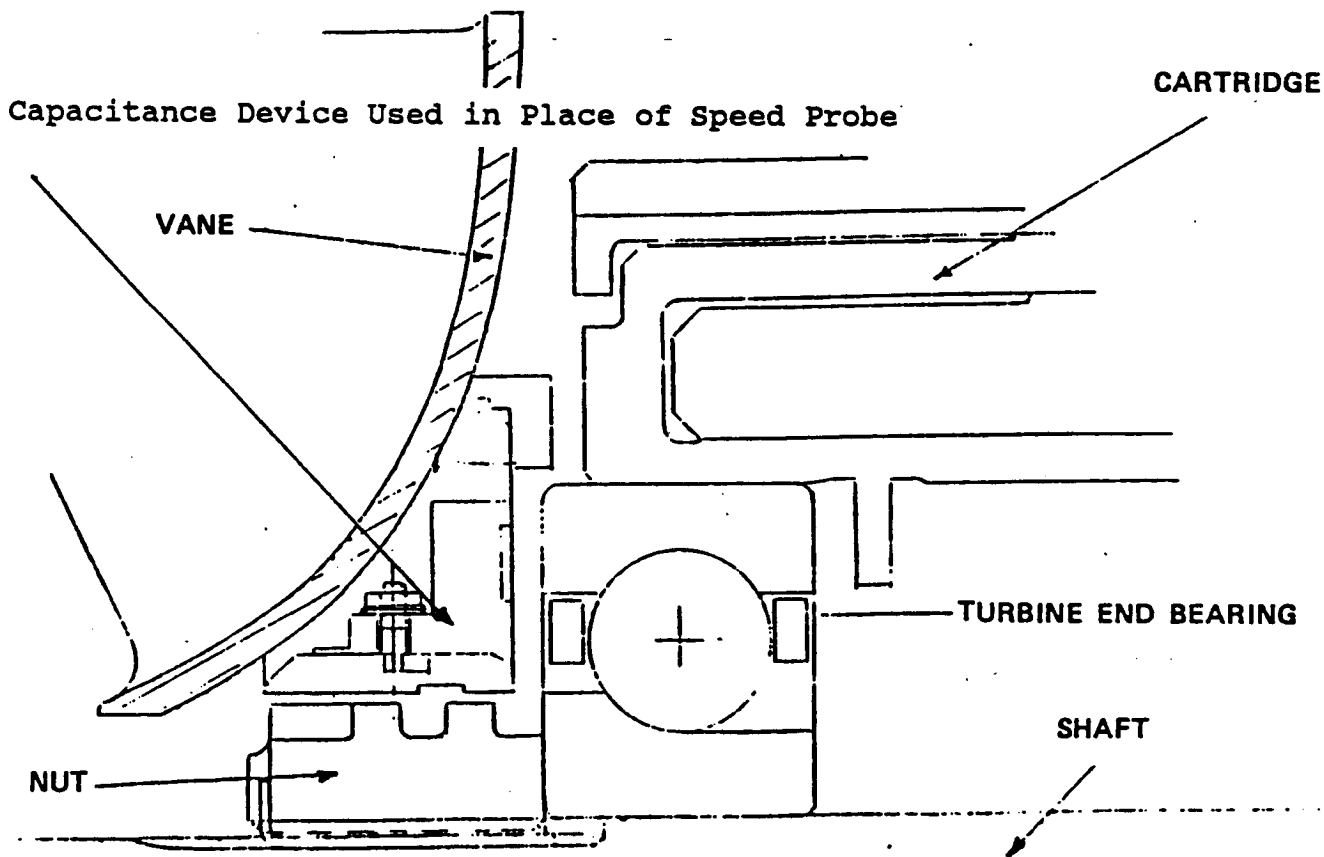 CARTRIDGE
Capacitance Device Used in Place of Speed Probe
VANE
TURBINE END BEARING
SHAFT
NUT